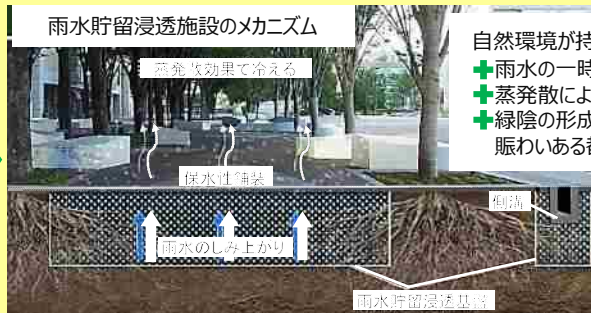 雨水貯留浸透施設のメカニズム
蒸発散効果で冷える
保水性舗装
雨水のしみ上がり
側溝
雨水貯留浸透基盤
自然環境が持
雨水の一時
蒸発散によ
緑陰の形成
賑わいある都